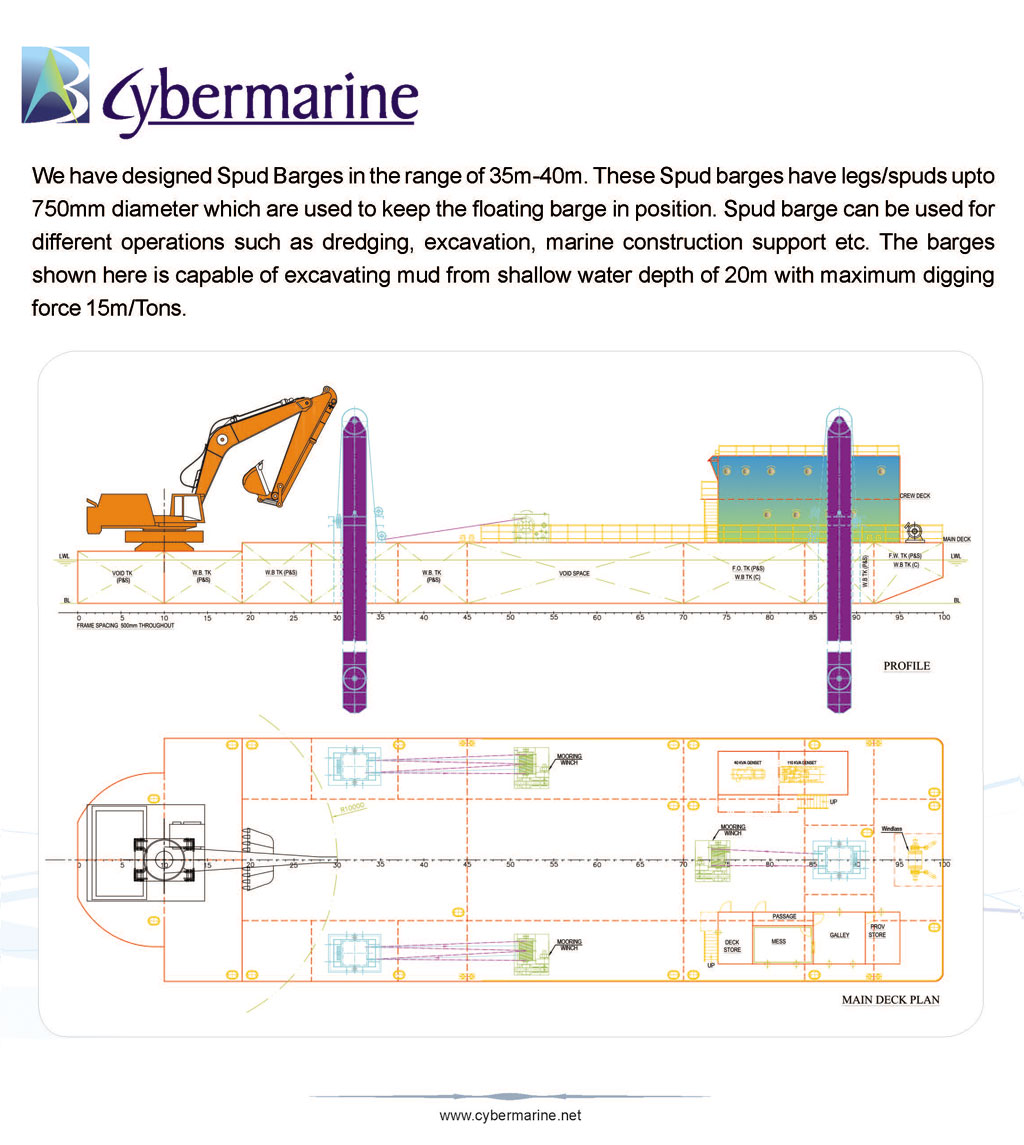 Cybermarine
We have designed Spud Barges in the range of 35m-40m. These Spud barges have legs/spuds upto
750mm diameter which are used to keep the floating barge in position. Spud barge can be used for
different operations such as dredging, excavation, marine construction support etc. The barges
shown here is capable of excavating mud from shallow water depth of 20m with maximum digging
force 15m/Tons.
CREW DECK
MAIN DECK
LWL
F.W. TK (P&S)
LWL
VOID TK
(P&S)
W.B. TK
(P&S)
W.B TK (P&S)
W.B. TK
(P&S)
VOID SPACE
F.O. TK (P&S)
W.B TK (C)
W.B TK (P&S)
W.B TK (C)
BL
BL
0 5 10 15 20 25 30 35 40 45 50 55 60 65 70 75 80 85 90 95 100
FRAME SPACING 500mm THROUGHOUT
PROFILE
MOORING
WINCH
90 KVA GENSET
110 KVA GENSET
UP
R10000
MOORING
WINCH
Windlass
0 5 10 15 20 25 30 35 40 45 50 55 60 65 70 75 80 85 90 95 100
PASSAGE
DECK
STORE
MESS
GALLEY
PROV
STORE
UP
MOORING
WINCH
MAIN DECK PLAN
www.cybermarine.net